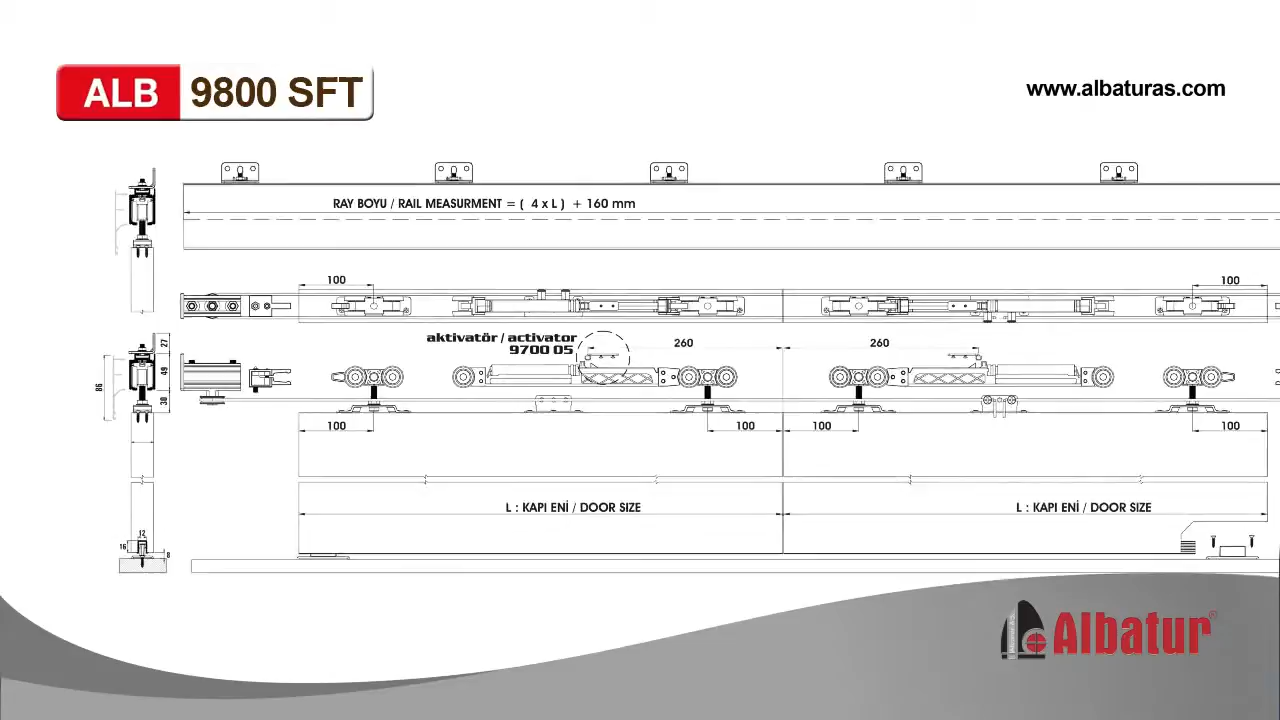 ALB 9800 SFT
www.albaturas.com
RAY BOYU / RAIL MEASURMENT = ( 4 x L ) + 160 mm
100
100
aktivatör / activator
9700 05
260
260
27
49
38
86
100
100
100
100
L : KAPI ENİ / DOOR SIZE
L : KAPI ENİ / DOOR SIZE
12
16
8
Albatur®